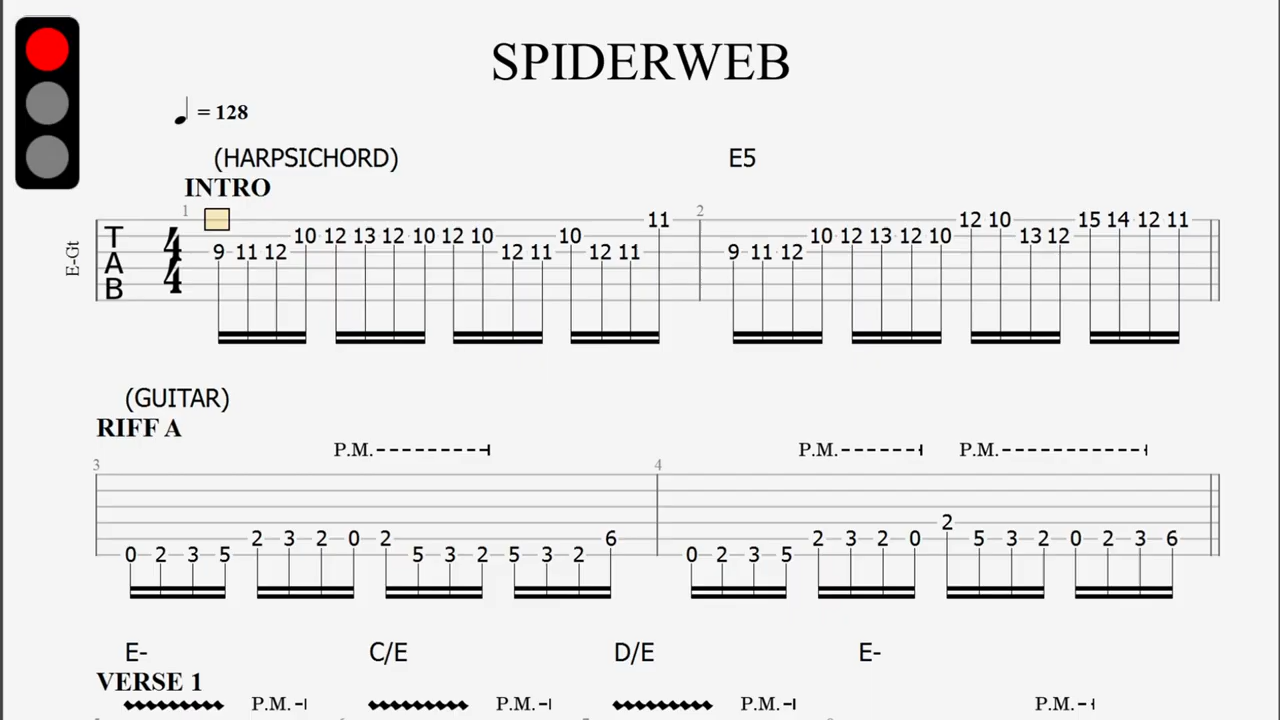 SPIDERWEB
= 128
(HARPSICHORD) E5
INTRO
1 2
E-Gt
TAB 4/4
11 12 10 15 14 12 11
10 12 13 12 10 12 10 10 10 12 13 12 10 13 12
9 11 12 12 11 12 11 9 11 12
(GUITAR)
RIFF A
P.M. P.M. P.M.
3 4
2
2 3 2 0 2 6 2 3 2 0 5 3 2 0 2 3 6
0 2 3 5 5 3 2 5 3 2 0 2 3 5
E- C/E D/E E-
VERSE 1
P.M. P.M. P.M. P.M.